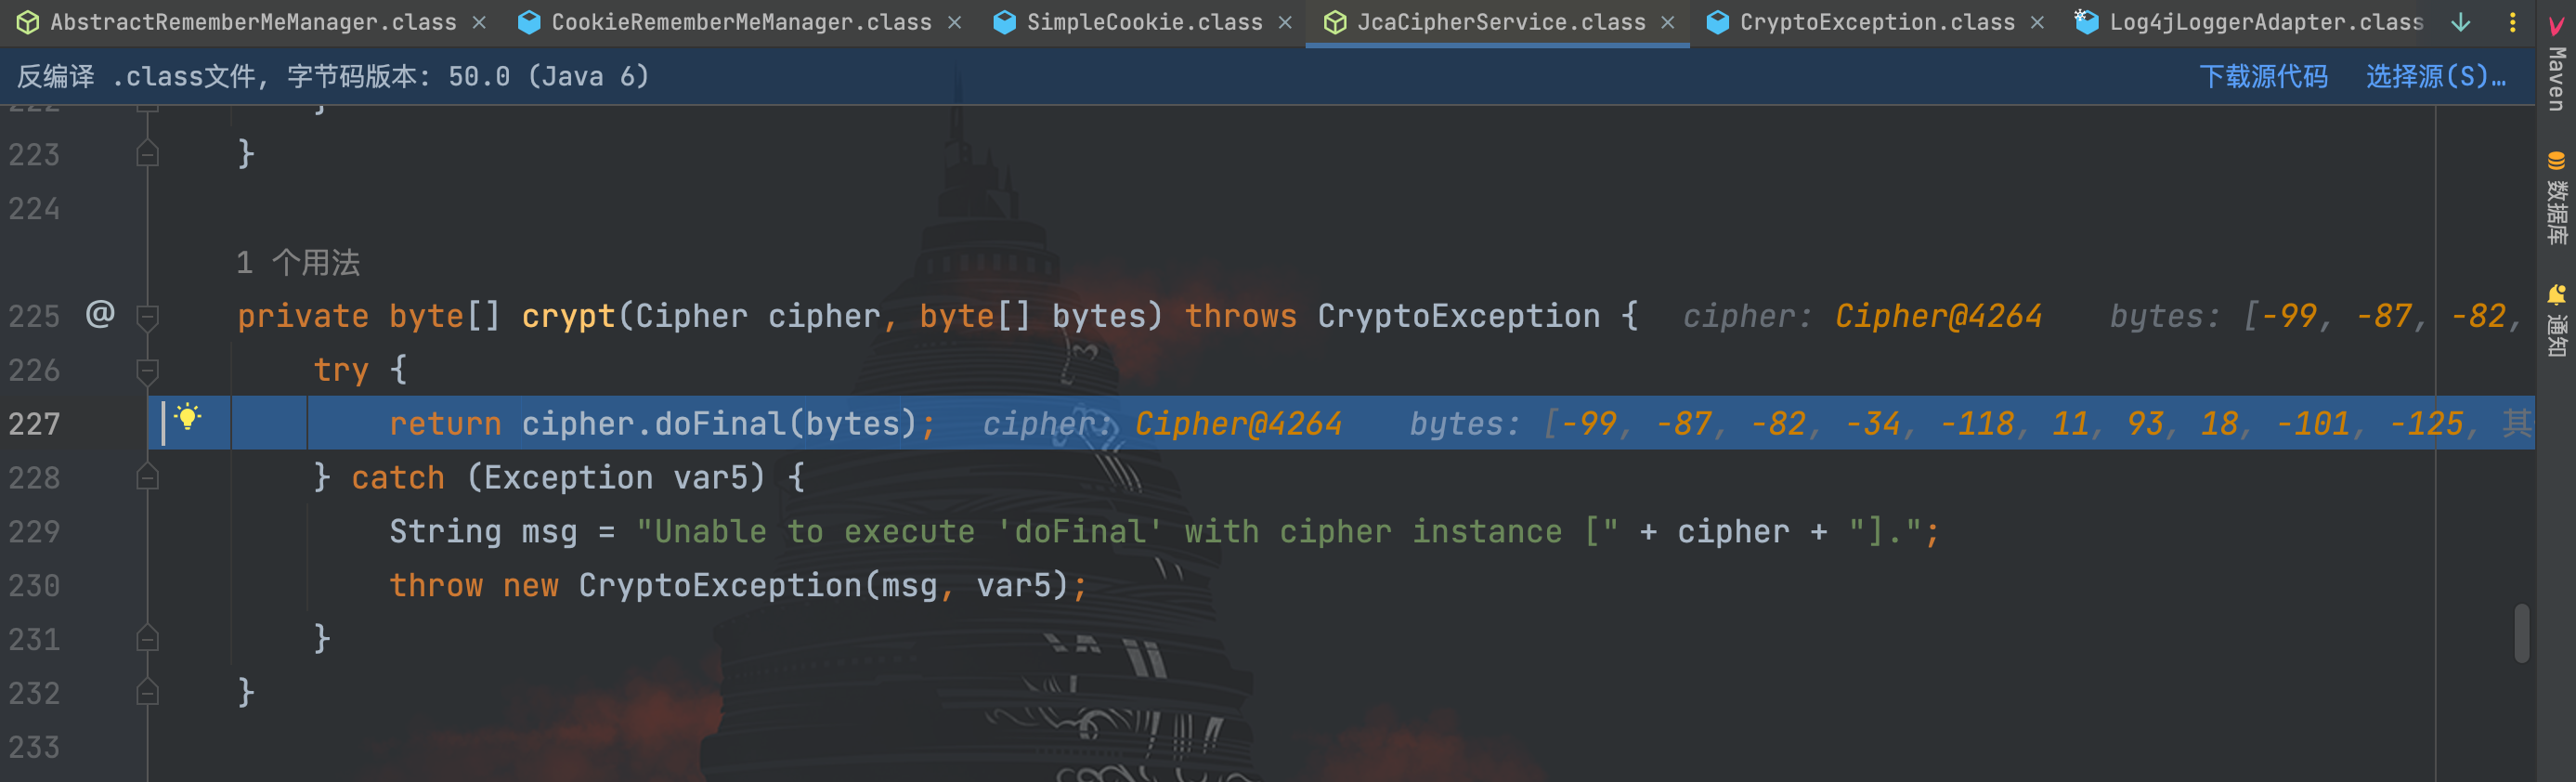 AbstractRememberMeManager.class CookieRememberMeManager.class SimpleCookie.class JcaCipherService.class CryptoException.class Log4jLoggerAdapter.class
反编译 .class文件, 字节码版本: 50.0 (Java 6) 下载源代码 选择源(S)…
222 }
223 }
224
1 个用法
225 @ private byte[] crypt(Cipher cipher, byte[] bytes) throws CryptoException { cipher: Cipher@4264 bytes: [-99, -87, -82,
226 try {
227 return cipher.doFinal(bytes); cipher: Cipher@4264 bytes: [-99, -87, -82, -34, -118, 11, 93, 18, -101, -125, 其
228 } catch (Exception var5) {
229 String msg = "Unable to execute 'doFinal' with cipher instance [" + cipher + "].";
230 throw new CryptoException(msg, var5);
231 }
232 }
233
Maven
数据库
通知